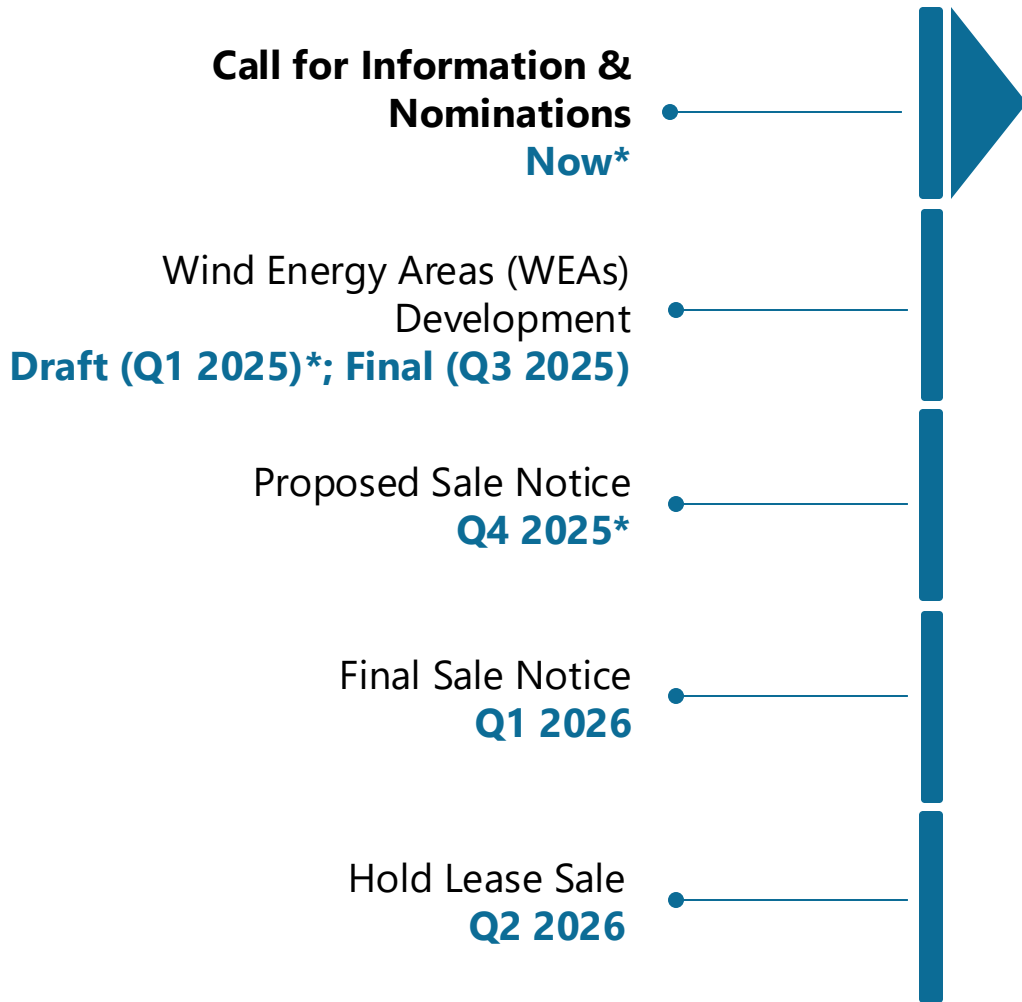 Call for Information &
Nominations
Now*
Wind Energy Areas (WEAs)
Development
Draft (Q1 2025)*; Final (Q3 2025)
Proposed Sale Notice
Q4 2025*
Final Sale Notice
Q1 2026
Hold Lease Sale
Q2 2026